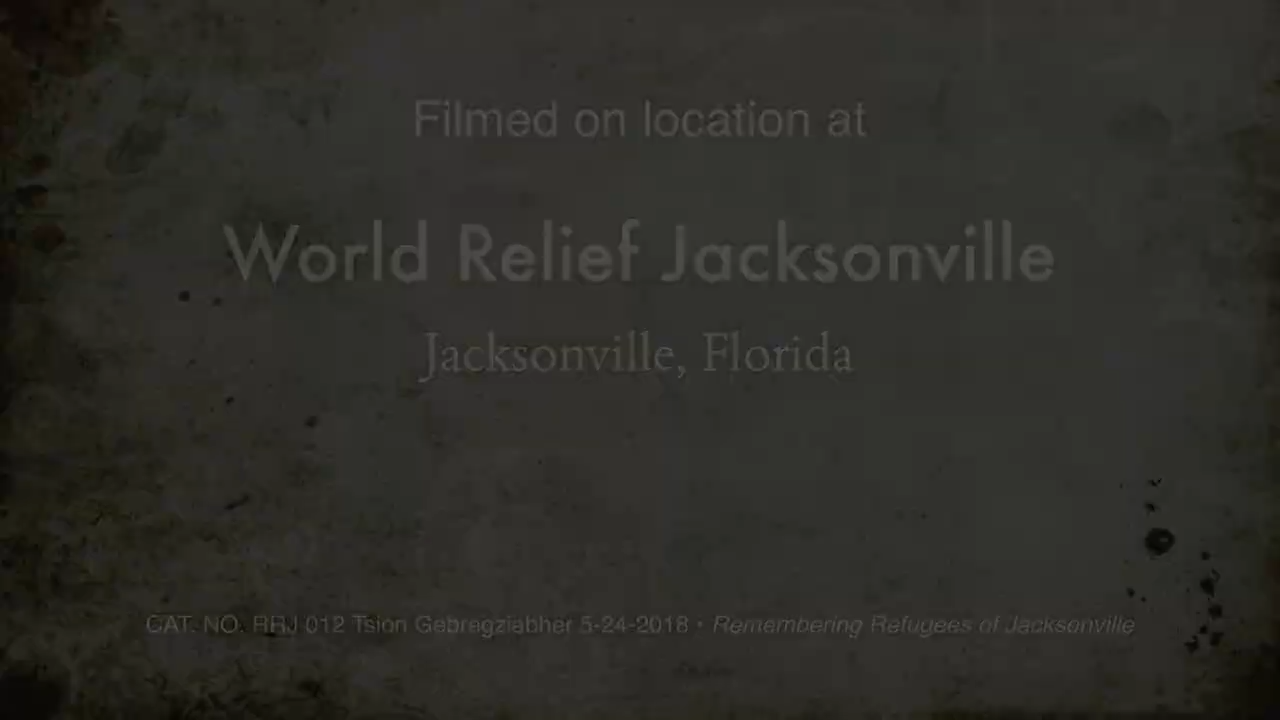 Filmed on location at
World Relief Jacksonville
Jacksonville, Florida
CAT. NO. RRJ 012 Tsion Gebregziabher 5-24-2018 • Remembering Refugees of Jacksonville